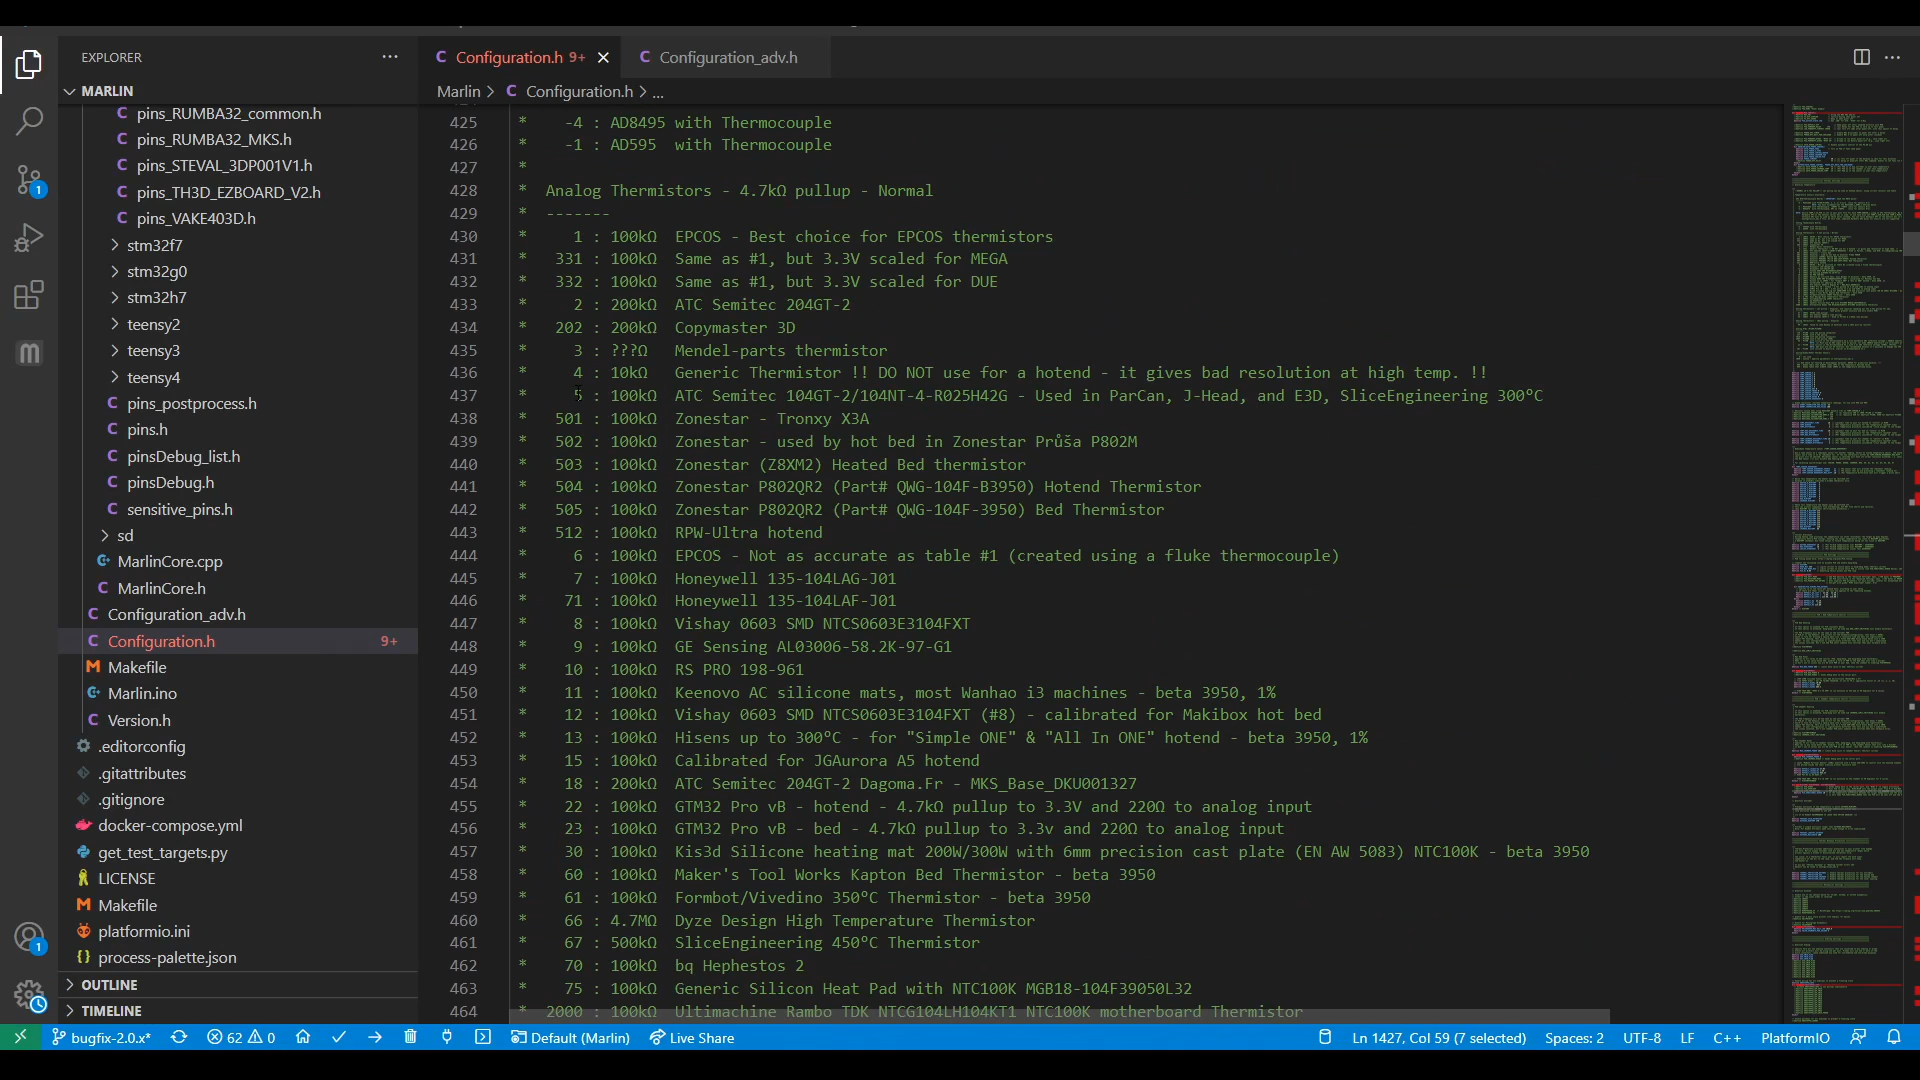 EXPLORER
MARLIN
pins_RUMBA32_common.h
pins_RUMBA32_MKS.h
pins_STEVAL_3DP001V1.h
pins_TH3D_EZBOARD_V2.h
pins_VAKE403D.h
stm32f7
stm32g0
stm32h7
teensy2
teensy3
teensy4
pins_postprocess.h
pins.h
pinsDebug_list.h
pinsDebug.h
sensitive_pins.h
sd
MarlinCore.cpp
MarlinCore.h
Configuration_adv.h
Configuration.h 9+
Makefile
Marlin.ino
Version.h
.editorconfig
.gitattributes
.gitignore
docker-compose.yml
get_test_targets.py
LICENSE
Makefile
platformio.ini
process-palette.json
OUTLINE
TIMELINE
Configuration.h 9+
Configuration_adv.h
Marlin > Configuration.h > ...
425 * -4 : AD8495 with Thermocouple
426 * -1 : AD595 with Thermocouple
427 *
428 * Analog Thermistors - 4.7kΩ pullup - Normal
429 * -------
430 * 1 : 100kΩ EPCOS - Best choice for EPCOS thermistors
431 * 331 : 100kΩ Same as #1, but 3.3V scaled for MEGA
432 * 332 : 100kΩ Same as #1, but 3.3V scaled for DUE
433 * 2 : 200kΩ ATC Semitec 204GT-2
434 * 202 : 200kΩ Copymaster 3D
435 * 3 : ???Ω Mendel-parts thermistor
436 * 4 : 10kΩ Generic Thermistor !! DO NOT use for a hotend - it gives bad resolution at high temp. !!
437 * 5 : 100kΩ ATC Semitec 104GT-2/104NT-4-R025H42G - Used in ParCan, J-Head, and E3D, SliceEngineering 300ºC
438 * 501 : 100kΩ Zonestar - Tronxy X3A
439 * 502 : 100kΩ Zonestar - used by hot bed in Zonestar Průša P802M
440 * 503 : 100kΩ Zonestar (Z8XM2) Heated Bed thermistor
441 * 504 : 100kΩ Zonestar P802QR2 (Part# QWG-104F-B3950) Hotend Thermistor
442 * 505 : 100kΩ Zonestar P802QR2 (Part# QWG-104F-3950) Bed Thermistor
443 * 512 : 100kΩ RPW-Ultra hotend
444 * 6 : 100kΩ EPCOS - Not as accurate as table #1 (created using a fluke thermocouple)
445 * 7 : 100kΩ Honeywell 135-104LAG-J01
446 * 71 : 100kΩ Honeywell 135-104LAF-J01
447 * 8 : 100kΩ Vishay 0603 SMD NTCS0603E3104FXT
448 * 9 : 100kΩ GE Sensing AL03006-58.2K-97-G1
449 * 10 : 100kΩ RS PRO 198-961
450 * 11 : 100kΩ Keenovo AC silicone mats, most Wanhao i3 machines - beta 3950, 1%
451 * 12 : 100kΩ Vishay 0603 SMD NTCS0603E3104FXT (#8) - calibrated for Makibox hot bed
452 * 13 : 100kΩ Hisens up to 300ºC - for "Simple ONE" & "All In ONE" hotend - beta 3950, 1%
453 * 15 : 100kΩ Calibrated for JGAurora A5 hotend
454 * 18 : 200kΩ ATC Semitec 204GT-2 Dagoma.Fr - MKS_Base_DKU001327
455 * 22 : 100kΩ GTM32 Pro vB - hotend - 4.7kΩ pullup to 3.3V and 220Ω to analog input
456 * 23 : 100kΩ GTM32 Pro vB - bed - 4.7kΩ pullup to 3.3v and 220Ω to analog input
457 * 30 : 100kΩ Kis3d Silicone heating mat 200W/300W with 6mm precision cast plate (EN AW 5083) NTC100K - beta 3950
458 * 60 : 100kΩ Maker's Tool Works Kapton Bed Thermistor - beta 3950
459 * 61 : 100kΩ Formbot/Vivedino 350ºC Thermistor - beta 3950
460 * 66 : 4.7MΩ Dyze Design High Temperature Thermistor
461 * 67 : 500kΩ SliceEngineering 450ºC Thermistor
462 * 70 : 100kΩ bq Hephestos 2
463 * 75 : 100kΩ Generic Silicon Heat Pad with NTC100K MGB18-104F39050L32
464 * 2000 : 100kΩ Ultimachine Rambo TDK NTCG104LH104KT1 NTC100K motherboard Thermistor
1
1
bugfix-2.0.x* 62 0 Default (Marlin) Live Share Ln 1427, Col 59 (7 selected) Spaces: 2 UTF-8 LF C++ PlatformIO